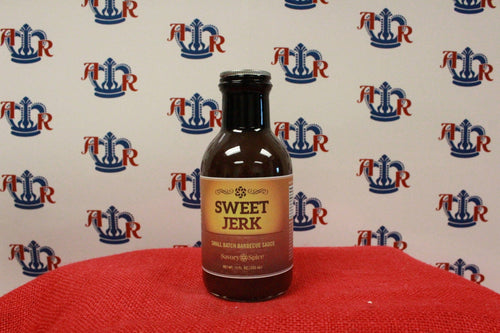 SWEET
JERK
SMALL BATCH BARBECUE SAUCE
Savory Spice